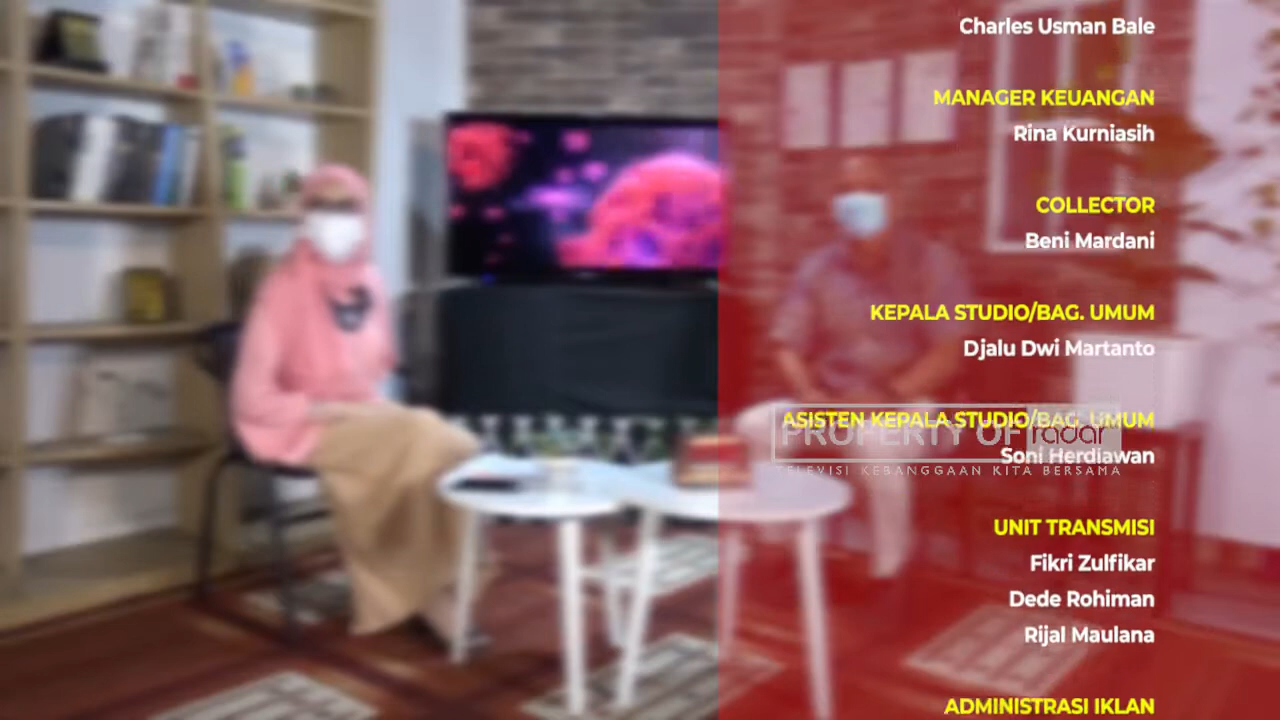 Charles Usman Bale
MANAGER KEUANGAN
Rina Kurniasih
COLLECTOR
Beni Mardani
KEPALA STUDIO/BAG. UMUM
Djalu Dwi Martanto
ASISTEN KEPALA STUDIO/BAG. UMUM
PROPERTY OF radar
Soni Herdiawan
TELEVISI KEBANGGAAN KITA BERSAMA
UNIT TRANSMISI
Fikri Zulfikar
Dede Rohiman
Rijal Maulana
ADMINISTRASI IKLAN